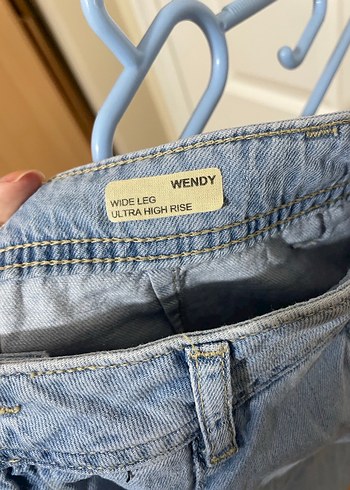 WENDY
WIDE LEG
ULTRA HIGH RISE